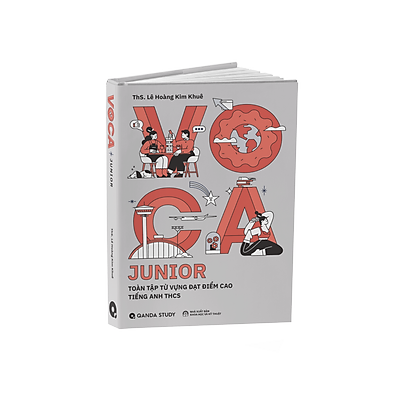 ThS. Lê Hoàng Kim Khuê
VOCA
JUNIOR
TOÀN TẬP TỪ VỰNG ĐẠT ĐIỂM CAO
TIẾNG ANH THCS
QANDA STUDY
NHÀ XUẤT BẢN
KHOA HỌC VÀ KỸ THUẬT
VOCA + JUNIOR
ThS. Lê Hoàng Kim Khuê